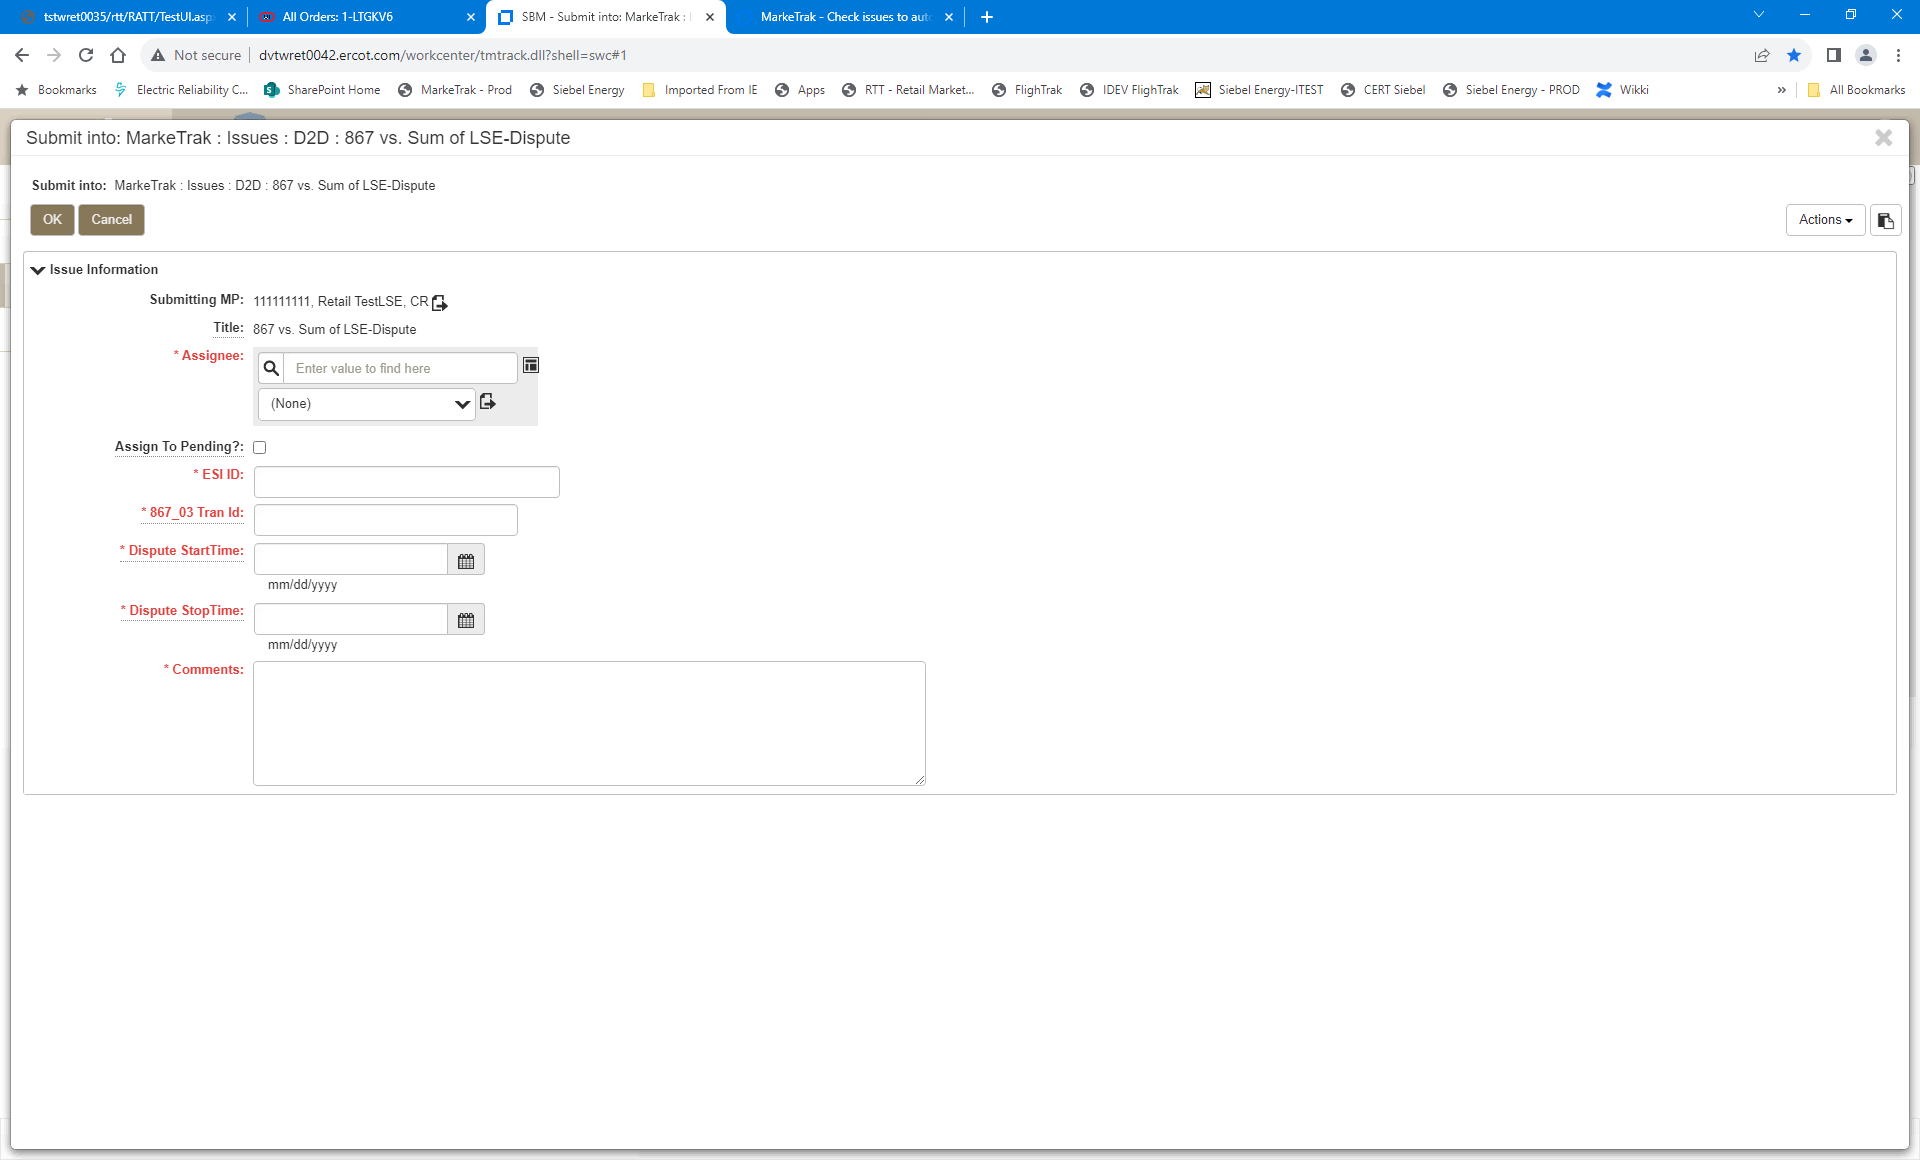 tstwret0035/rtt/RATT/TestUI.asp
All Orders: 1-LTGKV6
SBM - Submit into: MarkeTrak :
MarkeTrak - Check issues to aut
Not secure
dvtwret0042.ercot.com/workcenter/tmtrack.dll?shell=swc#1
Bookmarks
Electric Reliability C...
SharePoint Home
MarkeTrak - Prod
Siebel Energy
Imported From IE
Apps
RTT - Retail Market...
FlighTrak
IDEV FlighTrak
Siebel Energy-ITEST
CERT Siebel
Siebel Energy - PROD
Wikki
»
All Bookmarks
Submit into: MarkeTrak : Issues : D2D : 867 vs. Sum of LSE-Dispute
Submit into: MarkeTrak : Issues : D2D : 867 vs. Sum of LSE-Dispute
OK
Cancel
Actions
Issue Information
Submitting MP: 111111111, Retail TestLSE, CR
Title: 867 vs. Sum of LSE-Dispute
* Assignee:
Enter value to find here
(None)
Assign To Pending?:
* ESI ID:
* 867_03 Tran Id:
* Dispute StartTime:
mm/dd/yyyy
* Dispute StopTime:
mm/dd/yyyy
* Comments: